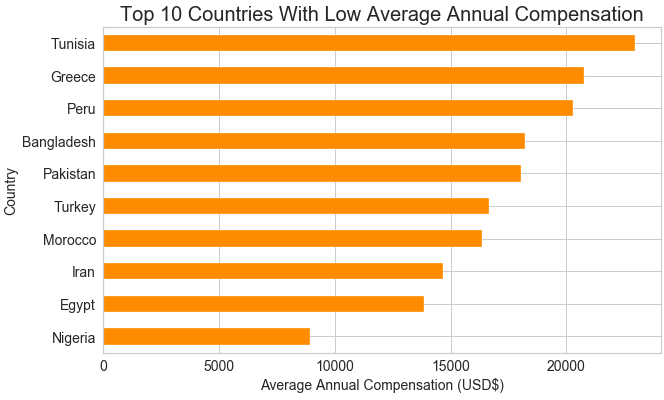 Top 10 Countries With Low Average Annual Compensation
Tunisia
Greece
Peru
Bangladesh
Pakistan
Turkey
Morocco
Iran
Egypt
Nigeria
Country
0 5000 10000 15000 20000
Average Annual Compensation (USD$)